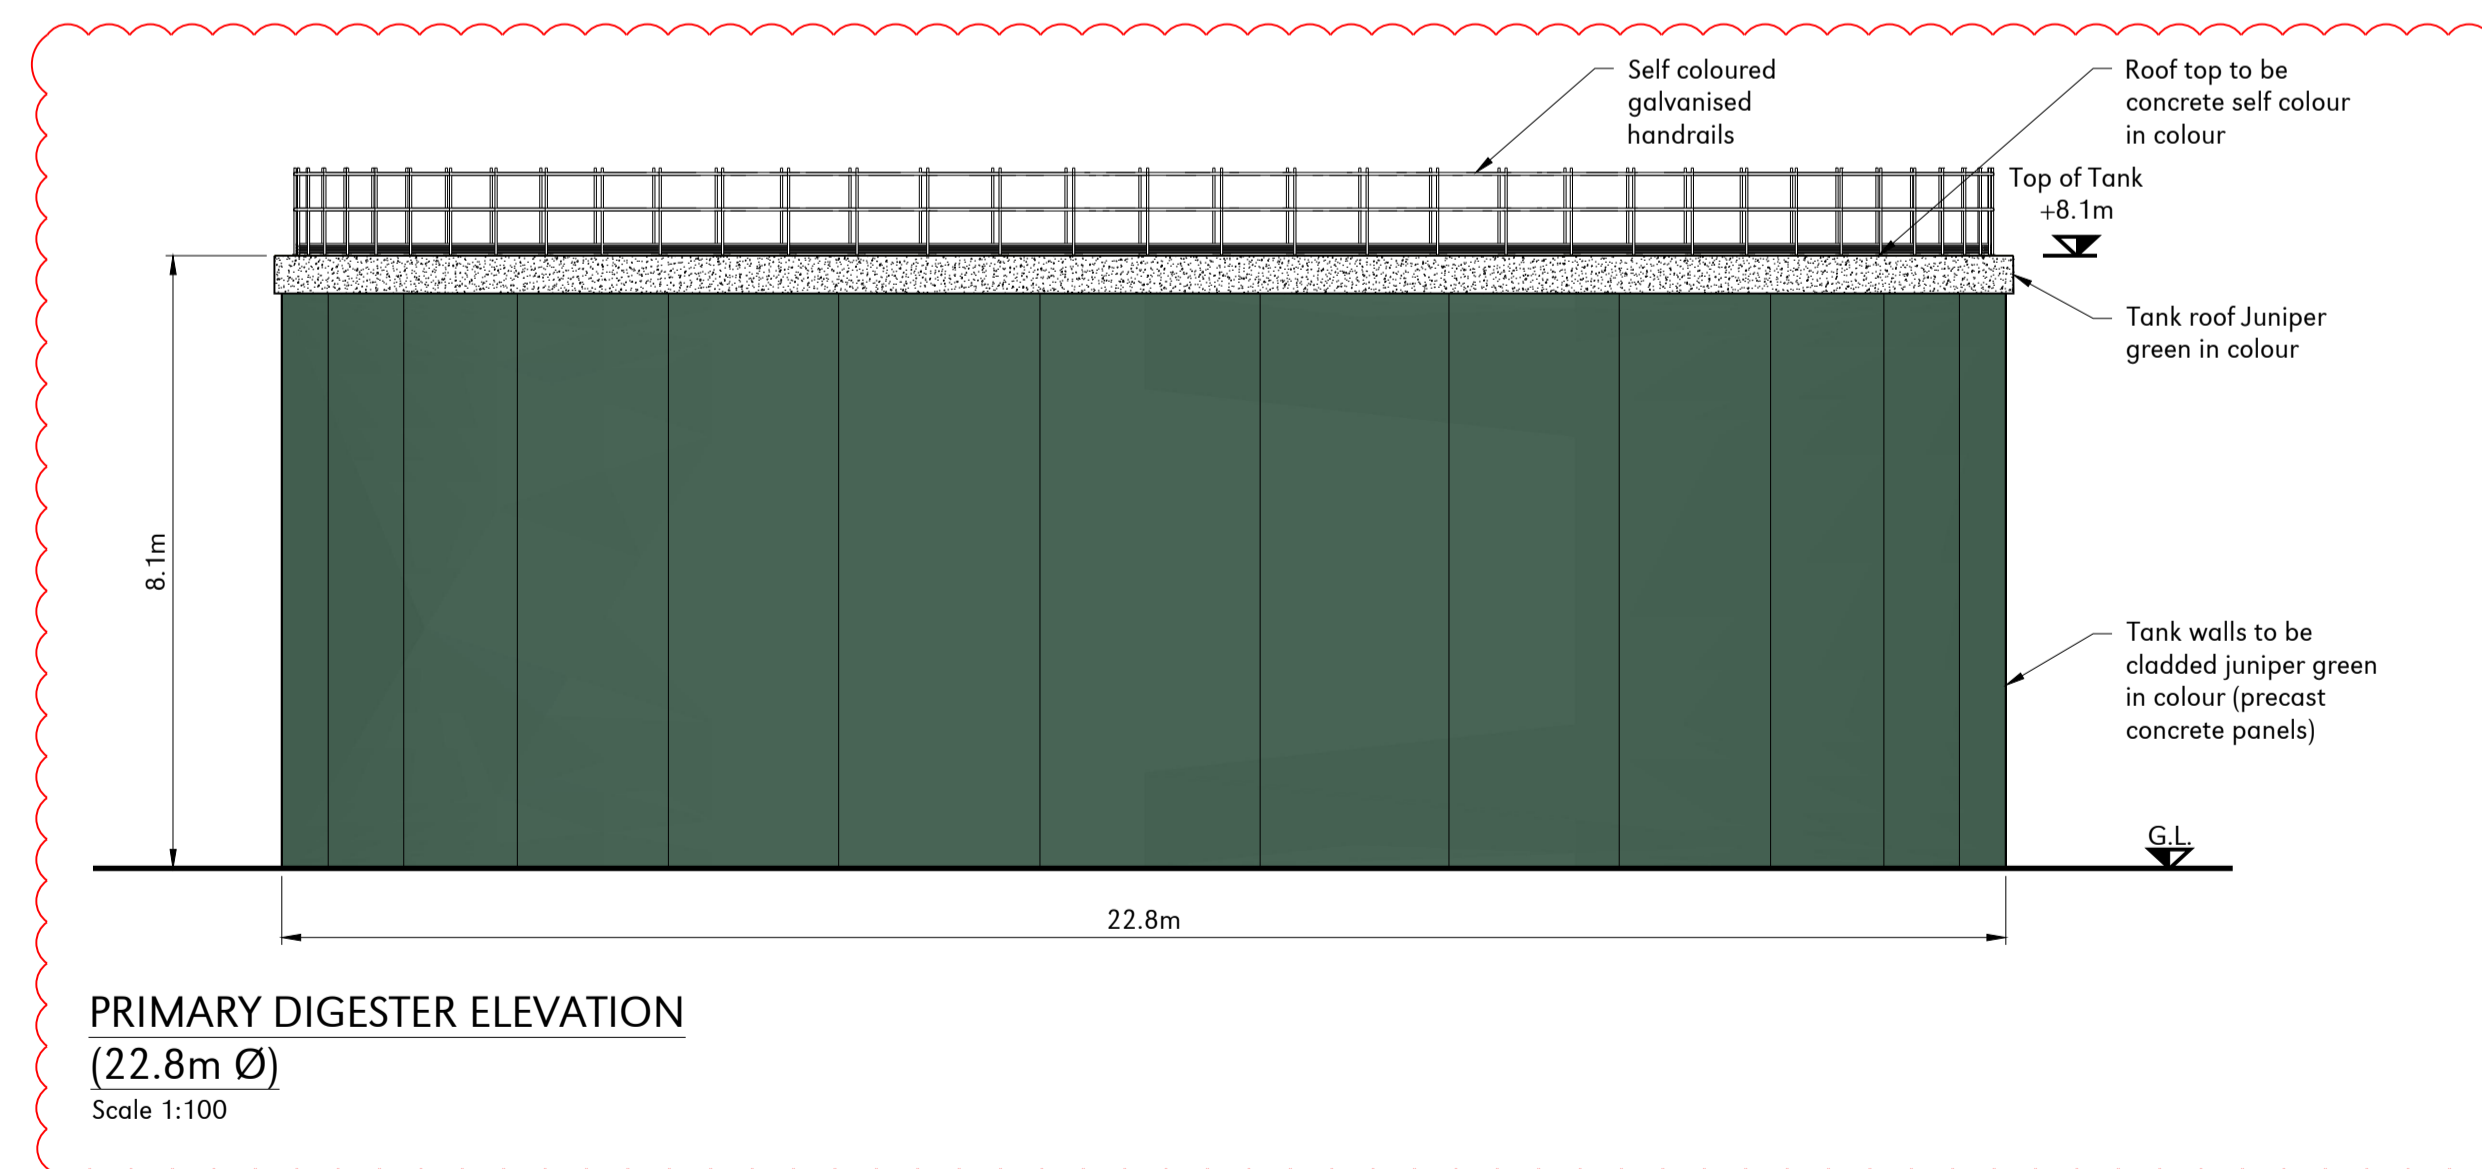 Self coloured
galvanised
handrails
Roof top to be
concrete self colour
in colour
Top of Tank
+8.1m
Tank roof Juniper
green in colour
8.1m
Tank walls to be
cladded juniper green
in colour (precast
concrete panels)
G.L.
22.8m
PRIMARY DIGESTER ELEVATION
(22.8m Ø)
Scale 1:100